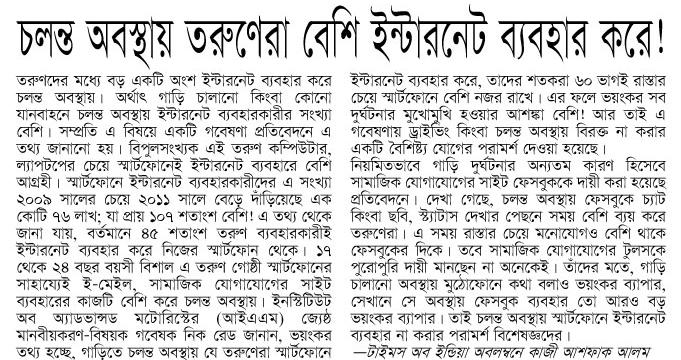 চলন্ত অবস্থায় তরুণেরা বেশি ইন্টারনেট ব্যবহার করে!
তরুণদের মধ্যে বড় একটি অংশ ইন্টারনেট ব্যবহার করে
চলন্ত অবস্থায়। অর্থাৎ গাড়ি চালানো কিংবা কোনো
যানবাহনে চলন্ত অবস্থায় ইন্টারনেট ব্যবহারকারীর সংখ্যা
বেশি। সম্প্রতি এ বিষয়ে একটি গবেষণা প্রতিবেদনে এ
তথ্য জানানো হয়। বিপুলসংখ্যক এই তরুণ কম্পিউটার,
ল্যাপটপের চেয়ে স্মার্টফোনেই ইন্টারনেট ব্যবহারে বেশি
আগ্রহী। স্মার্টফোনে ইন্টারনেট ব্যবহারকারীদের এ সংখ্যা
২০০৯ সালের চেয়ে ২০১১ সালে বেড়ে দাঁড়িয়েছে এক
কোটি ৭৬ লাখ; যা প্রায় ১০৭ শতাংশ বেশি! এ তথ্য থেকে
জানা যায়, বর্তমানে ৪৫ শতাংশ তরুণ ব্যবহারকারীই
ইন্টারনেট ব্যবহার করে নিজের স্মার্টফোন থেকে। ১৭
থেকে ২৪ বছর বয়সী বিশাল এ তরুণ গোষ্ঠী স্মার্টফোনের
সাহায্যেই ই-মেইল, সামাজিক যোগাযোগের সাইট
ব্যবহারের কাজটি বেশি করে চলন্ত অবস্থায়। ইনস্টিটিউট
অব অ্যাডভান্সড মটোরিস্টের (আইএএম) জ্যেষ্ঠ
মানবীয়করণ-বিষয়ক গবেষক নিক রেড জানান, ভয়ংকর
তথ্য হচ্ছে, গাড়িতে চলন্ত অবস্থায় যে তরুণেরা স্মার্টফোনে
ইন্টারনেট ব্যবহার করে, তাদের শতকরা ৬০ ভাগই রাস্তার
চেয়ে স্মার্টফোনে বেশি নজর রাখে। এর ফলে ভয়ংকর সব
দুর্ঘটনার মুখোমুখি হওয়ার আশঙ্কা বেশি! আর তাই এ
গবেষণায় ড্রাইভিং কিংবা চলন্ত অবস্থায় বিরক্ত না করার
একটি বৈশিষ্ট্য যোগের পরামর্শ দেওয়া হয়েছে।
নিয়মিতভাবে গাড়ি দুর্ঘটনার অন্যতম কারণ হিসেবে
সামাজিক যোগাযোগের সাইট ফেসবুককে দায়ী করা হয়েছে
প্রতিবেদনে। দেখা গেছে, চলন্ত অবস্থায় ফেসবুকে চ্যাট
কিংবা ছবি, স্ট্যাটাস দেখার পেছনে সময় বেশি ব্যয় করে
তরুণেরা। এ সময় রাস্তার চেয়ে মনোযোগও বেশি থাকে
ফেসবুকের দিকে। তবে সামাজিক যোগাযোগের টুলসকে
পুরোপুরি দায়ী মানছেন না অনেকেই। তাঁদের মতে, গাড়ি
চালানো অবস্থায় মুঠোফোনে কথা বলাও ভয়ংকর ব্যাপার,
সেখানে সে অবস্থায় ফেসবুক ব্যবহার তো আরও বড়
ভয়ংকর ব্যাপার। তাই চলন্ত অবস্থায় স্মার্টফোনে ইন্টারনেট
ব্যবহার না করার পরামর্শ বিশেষজ্ঞদের।
—টাইমস অব ইন্ডিয়া অবলম্বনে কাজী আশফাক আলম